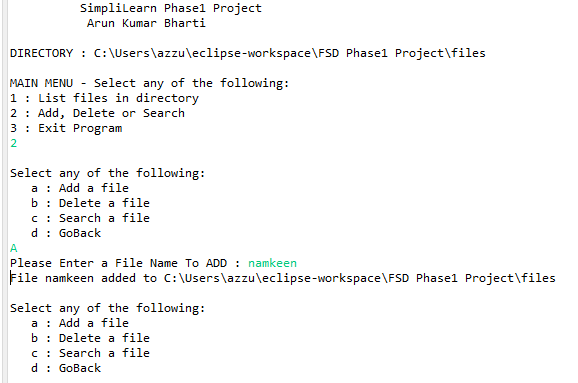 SimpliLearn Phase1 Project
Arun Kumar Bharti
DIRECTORY : C:\Users\azzu\eclipse-workspace\FSD Phase1 Project\files
MAIN MENU - Select any of the following:
1 : List files in directory
2 : Add, Delete or Search
3 : Exit Program
2
Select any of the following:
a : Add a file
b : Delete a file
c : Search a file
d : GoBack
A
Please Enter a File Name To ADD : namkeen
File namkeen added to C:\Users\azzu\eclipse-workspace\FSD Phase1 Project\files
Select any of the following:
a : Add a file
b : Delete a file
c : Search a file
d : GoBack